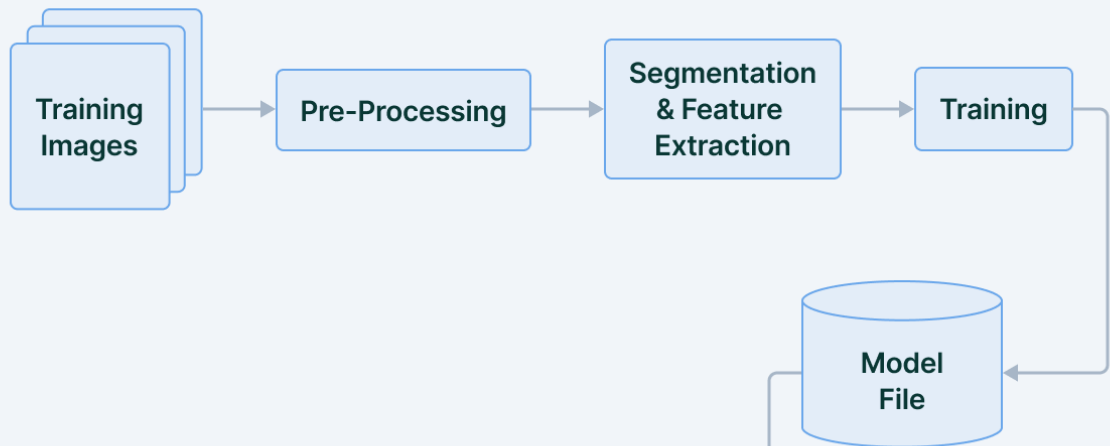 Training
Images
Pre-Processing
Segmentation
& Feature
Extraction
Training
Model
File